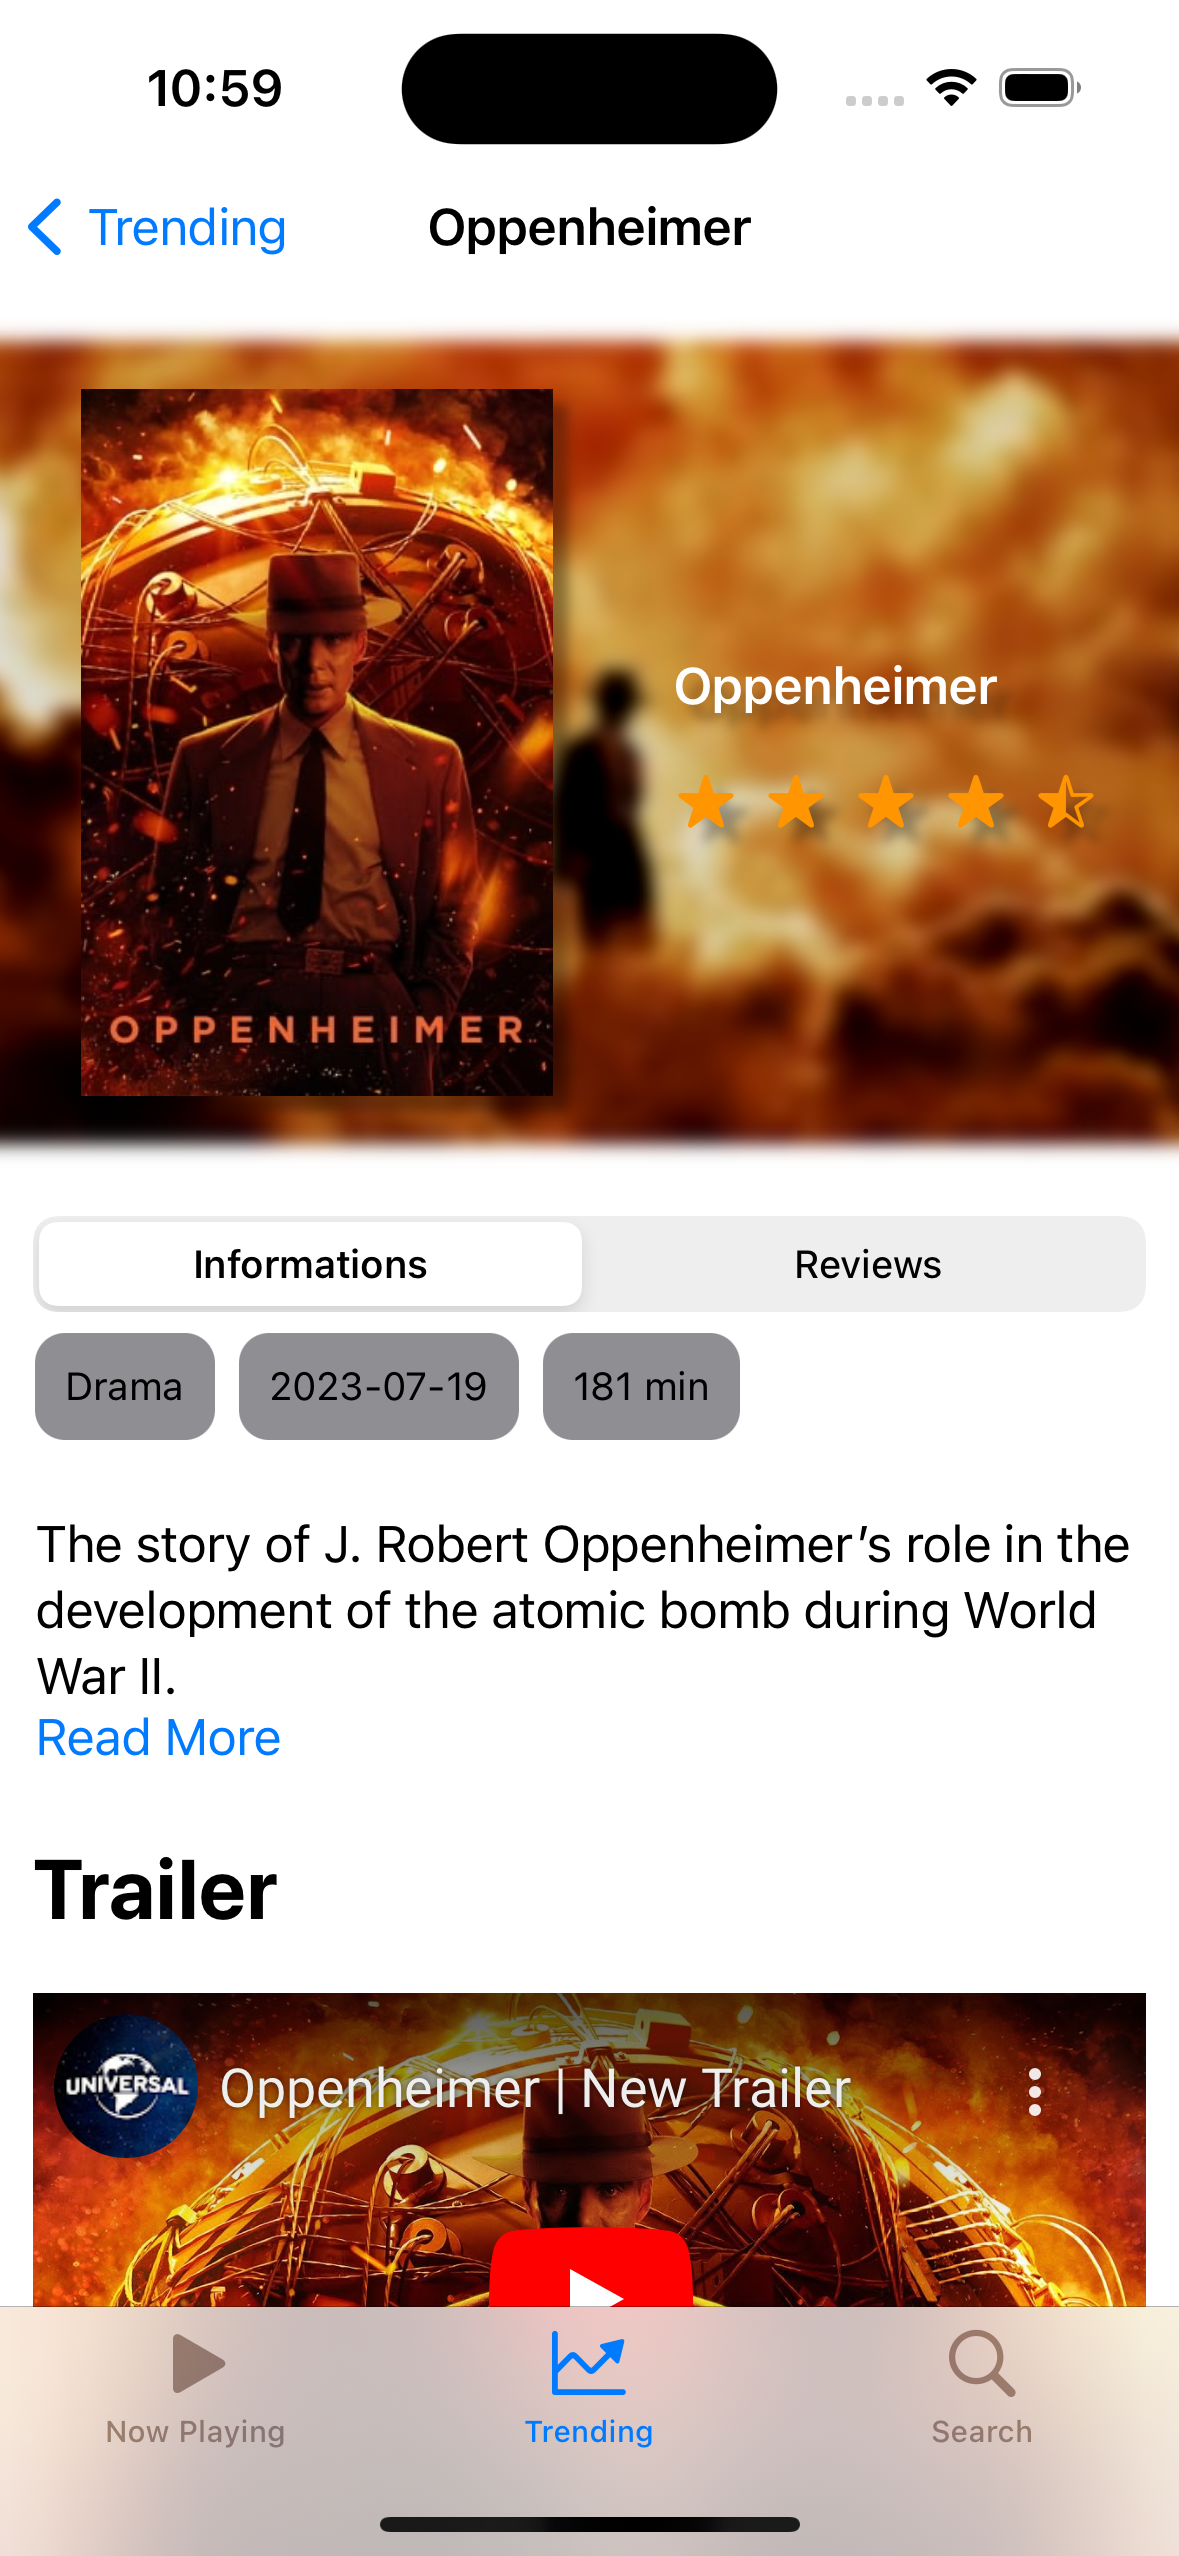 10:59
Trending
Oppenheimer
OPPENHEIMER
Oppenheimer
Informations
Reviews
Drama
2023-07-19
181 min
The story of J. Robert Oppenheimer’s role in the
development of the atomic bomb during World
War II.
Read More
Trailer
UNIVERSAL
Oppenheimer | New Trailer
Now Playing
Trending
Search